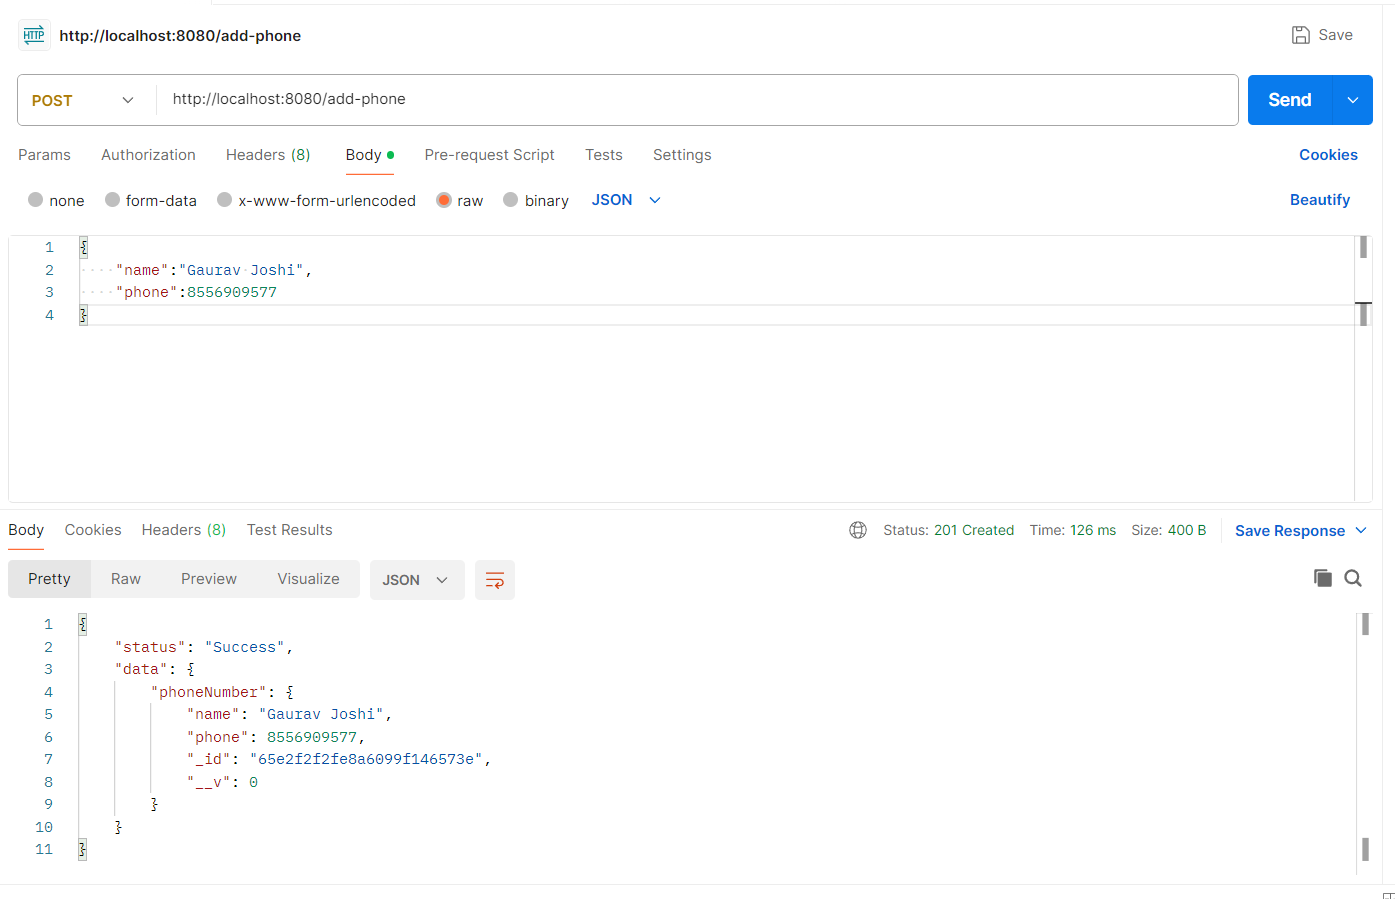 HTTP http://localhost:8080/add-phone Save
POST http://localhost:8080/add-phone Send
Params Authorization Headers (8) Body Pre-request Script Tests Settings Cookies
none form-data x-www-form-urlencoded raw binary JSON Beautify
1 {
2 "name":"Gaurav Joshi",
3 "phone":8556909577
4 }
Body Cookies Headers (8) Test Results Status: 201 Created Time: 126 ms Size: 400 B Save Response
Pretty Raw Preview Visualize JSON
1 {
2 "status": "Success",
3 "data": {
4 "phoneNumber": {
5 "name": "Gaurav Joshi",
6 "phone": 8556909577,
7 "_id": "65e2f2f2fe8a6099f146573e",
8 "__v": 0
9 }
10 }
11 }